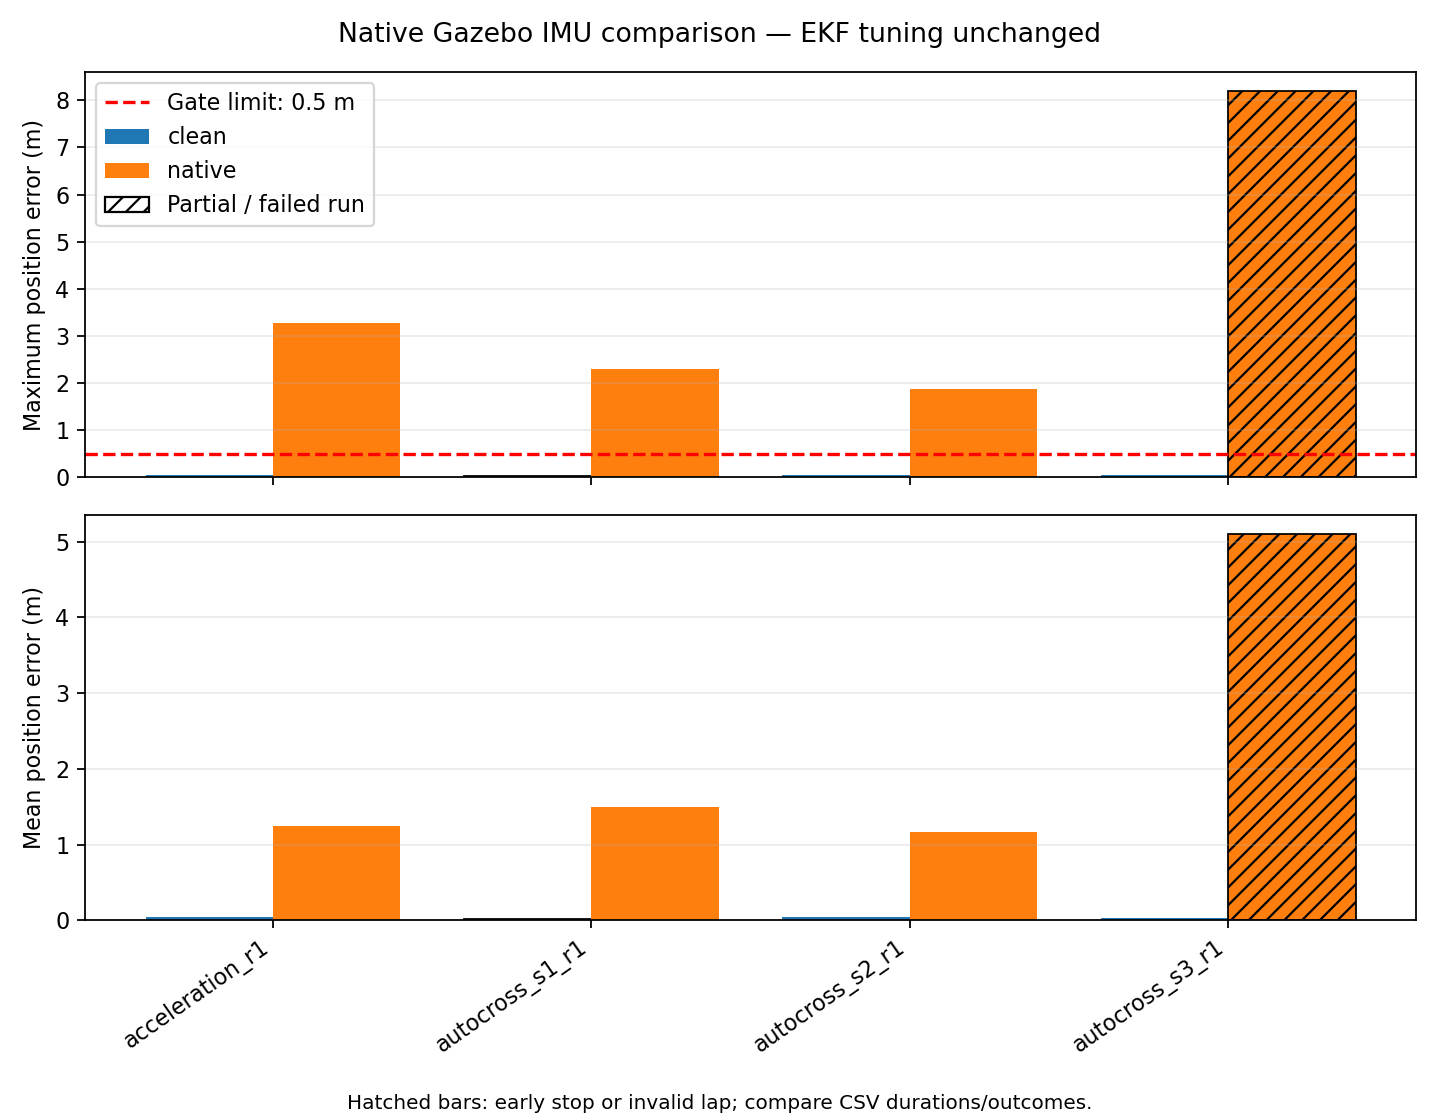 Native Gazebo IMU comparison — EKF tuning unchanged
Maximum position error (m)
8
7
6
5
4
3
2
1
0
Gate limit: 0.5 m
clean
native
Partial / failed run
Mean position error (m)
5
4
3
2
1
0
acceleration_r1
autocross_s1_r1
autocross_s2_r1
autocross_s3_r1
Hatched bars: early stop or invalid lap; compare CSV durations/outcomes.